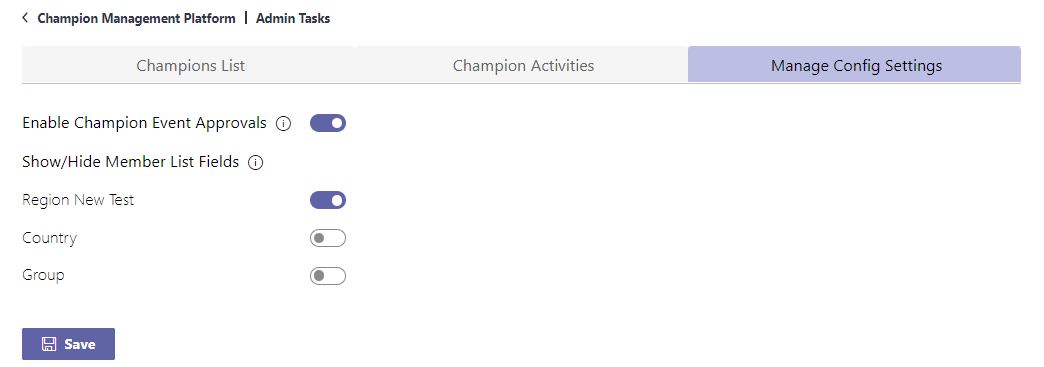 Champion Management Platform | Admin Tasks
Champions List Champion Activities Manage Config Settings
Enable Champion Event Approvals
Show/Hide Member List Fields
Region New Test
Country
Group
Save